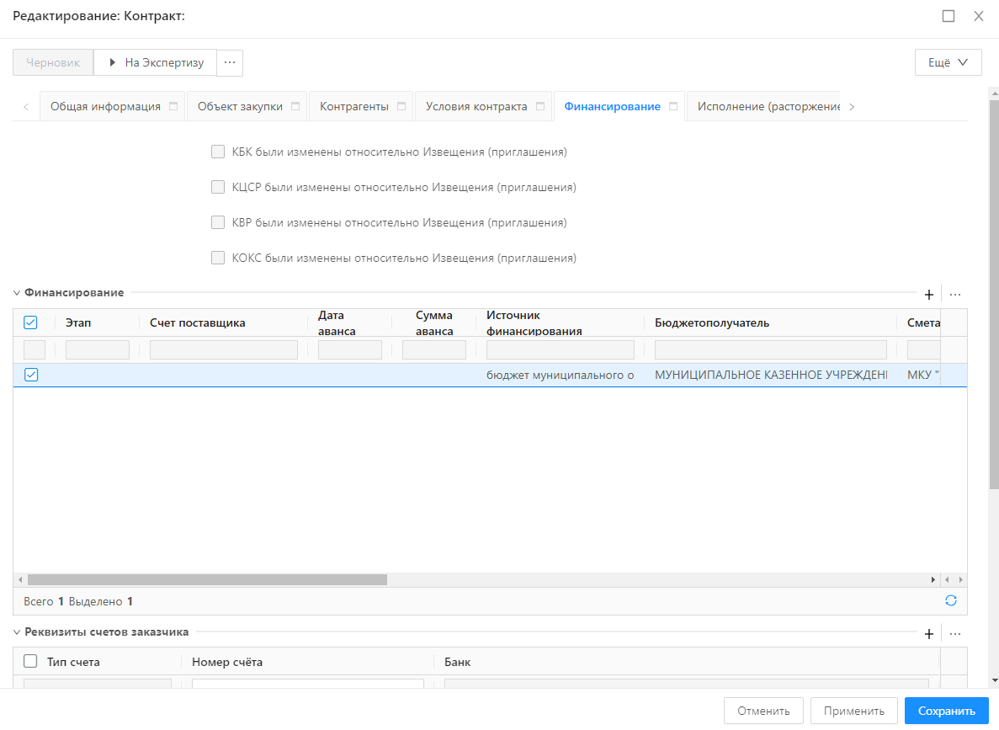 Редактирование: Контракт:
Черновик На Экспертизу ... Ещё
Общая информация Объект закупки Контрагенты Условия контракта Финансирование Исполнение (расторжение
КБК были изменены относительно Извещения (приглашения)
КЦСР были изменены относительно Извещения (приглашения)
КВР были изменены относительно Извещения (приглашения)
КОКС были изменены относительно Извещения (приглашения)
Финансирование
Этап Счет поставщика Дата аванса Сумма аванса Источник финансирования Бюджетополучатель Смета
бюджет муниципального о МУНИЦИПАЛЬНОЕ КАЗЕННОЕ УЧРЕЖДЕНІ МКУ "
Всего 1 Выделено 1
Реквизиты счетов заказчика
Тип счета Номер счёта Банк
Отменить Применить Сохранить